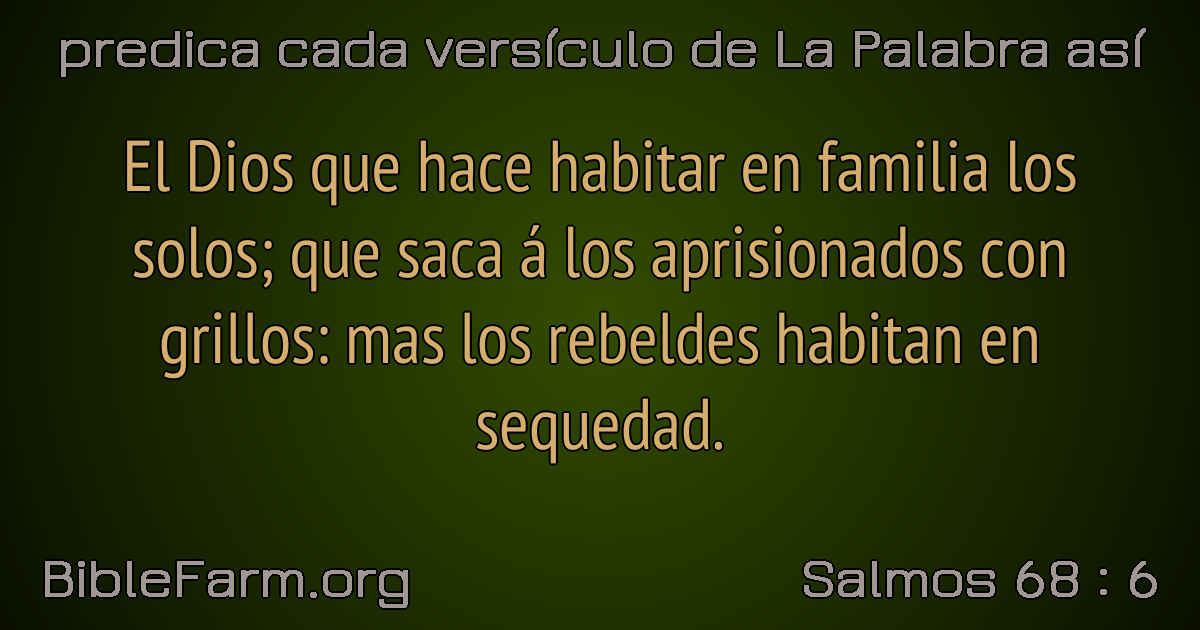 predica cada versículo de La Palabra así
El Dios que hace habitar en familia los
solos; que saca á los aprisionados con
grillos: mas los rebeldes habitan en
sequedad.
BibleFarm.org
Salmos 68 : 6